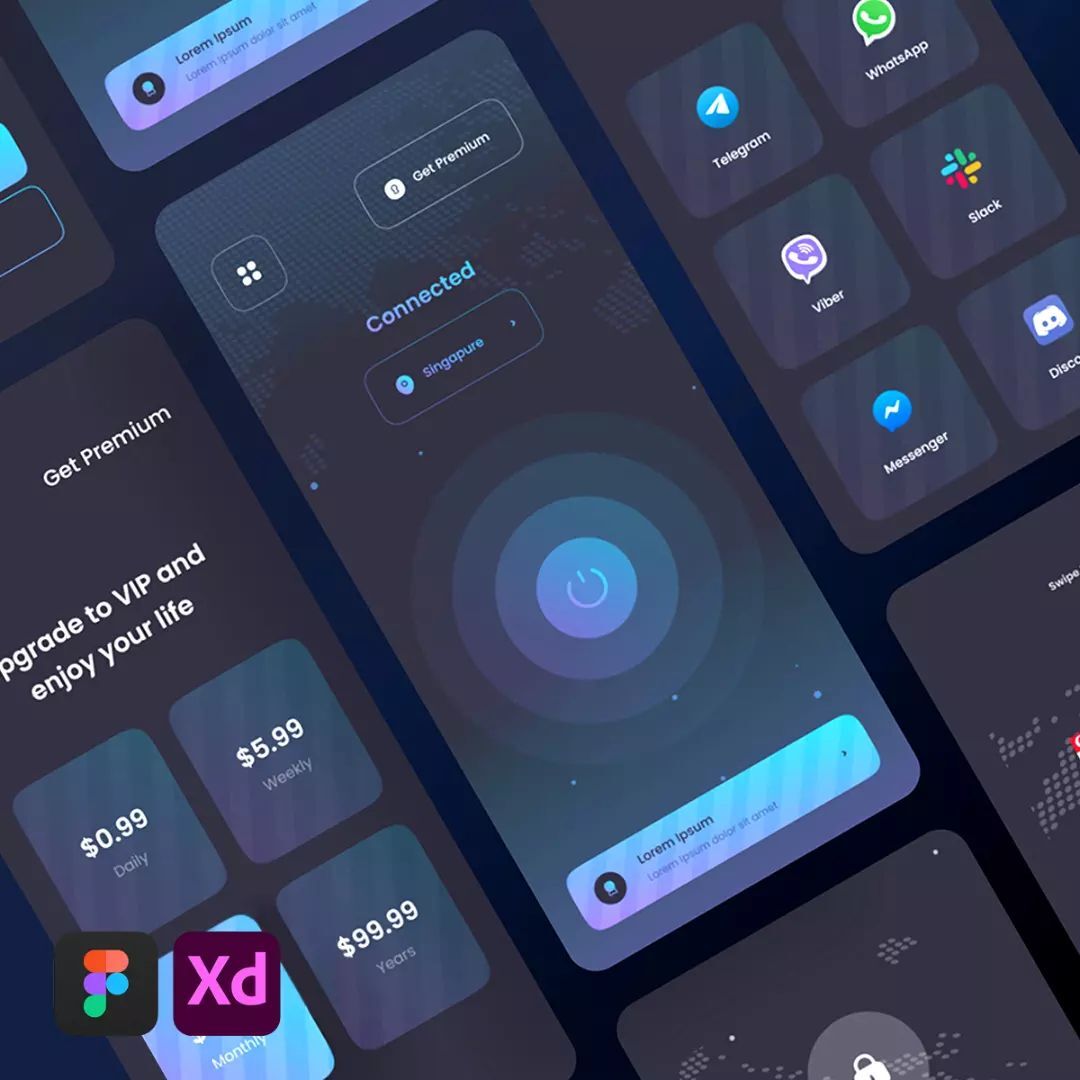 Lorem Ipsum
Lorem ipsum dolor sit amet
WhatsApp
Telegram
Slack
Viber
Messenger
Get Premium
Connected
Singapure
Lorem Ipsum
Lorem ipsum dolor sit amet
Get Premium
pgrade to VIP and
enjoy your life
$5.99
Weekly
$0.99
Daily
$99.99
Years
Monthly
Swipe
Xd